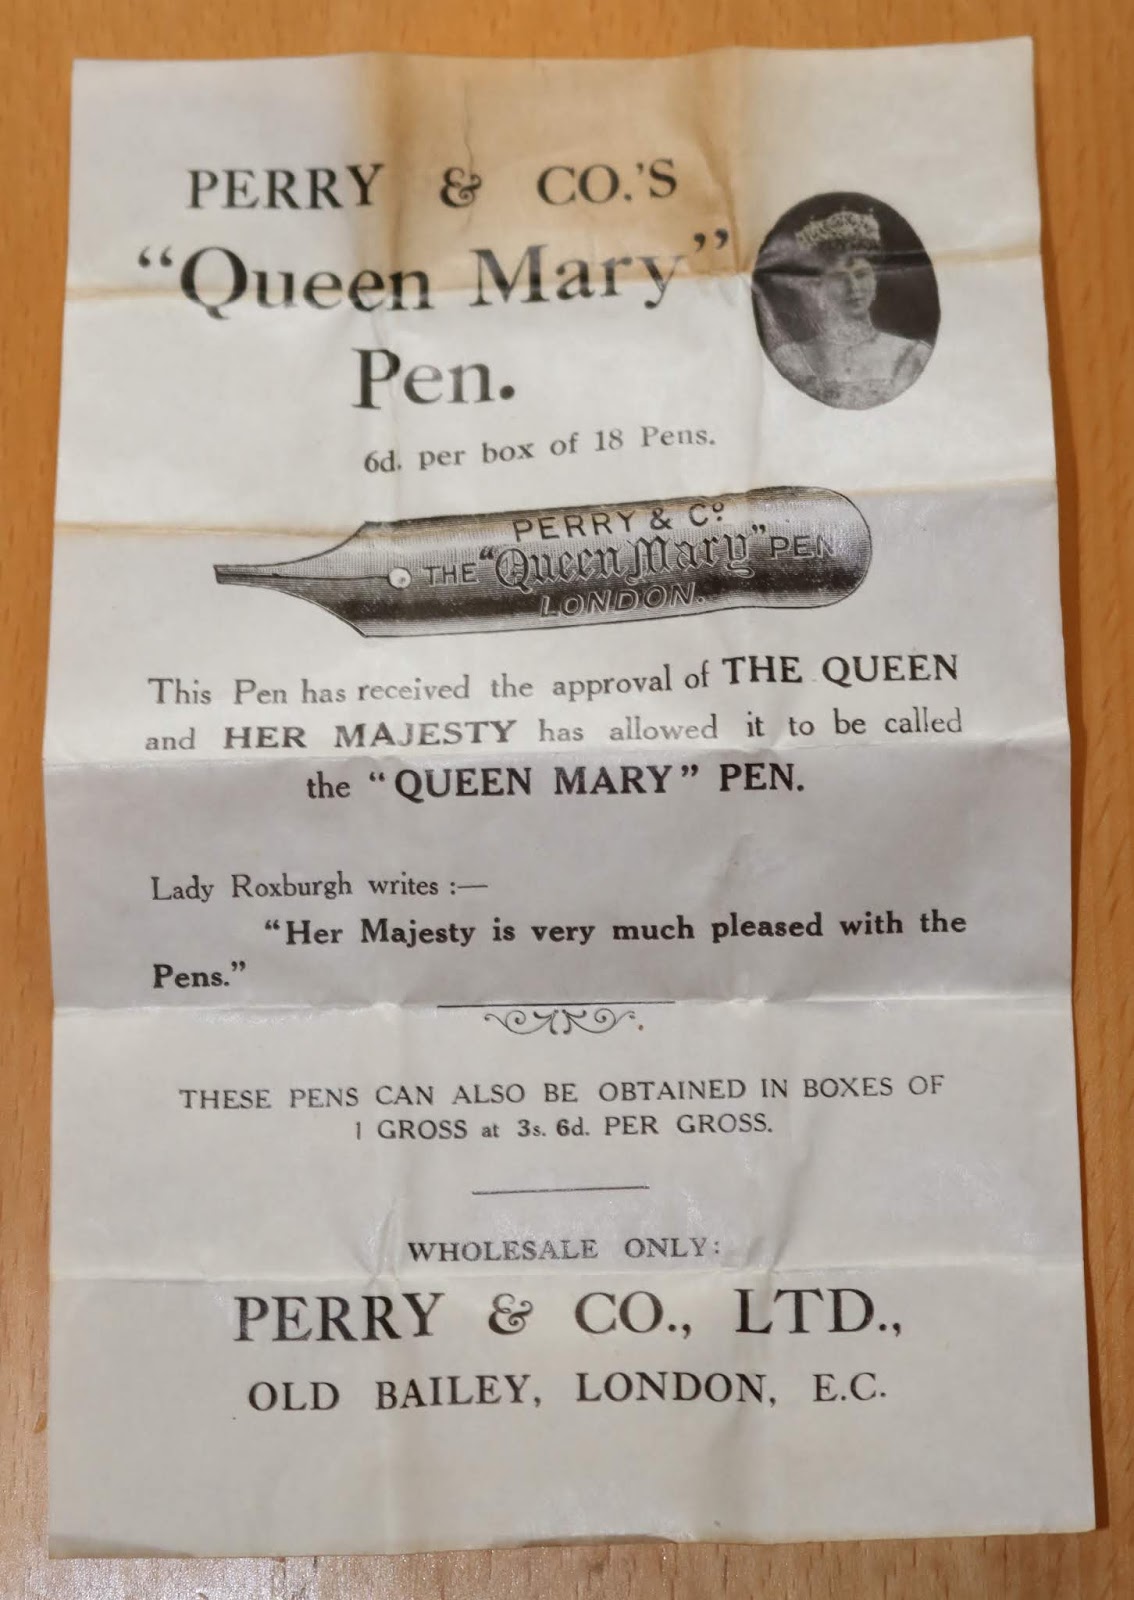 PERRY & CO.'S
“Queen Mary”
Pen.
6d. per box of 18 Pens.
PERRY & Cº
THE “Queen Mary” PEN
LONDON.
This Pen has received the approval of THE QUEEN
and HER MAJESTY has allowed it to be called
the “QUEEN MARY” PEN.
Lady Roxburgh writes :—
“Her Majesty is very much pleased with the
Pens.”
THESE PENS CAN ALSO BE OBTAINED IN BOXES OF
1 GROSS at 3s. 6d. PER GROSS.
WHOLESALE ONLY:
PERRY & CO., LTD.,
OLD BAILEY, LONDON, E.C.